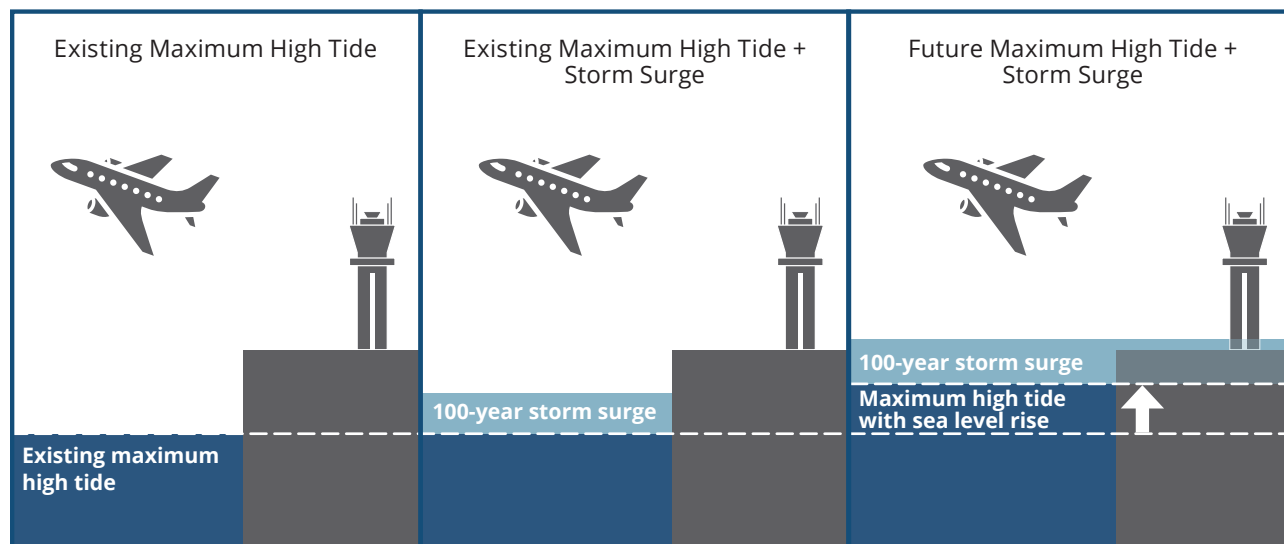 Existing Maximum High Tide
Existing Maximum High Tide +
Storm Surge
Future Maximum High Tide +
Storm Surge
Existing maximum
high tide
100-year storm surge
100-year storm surge
Maximum high tide
with sea level rise